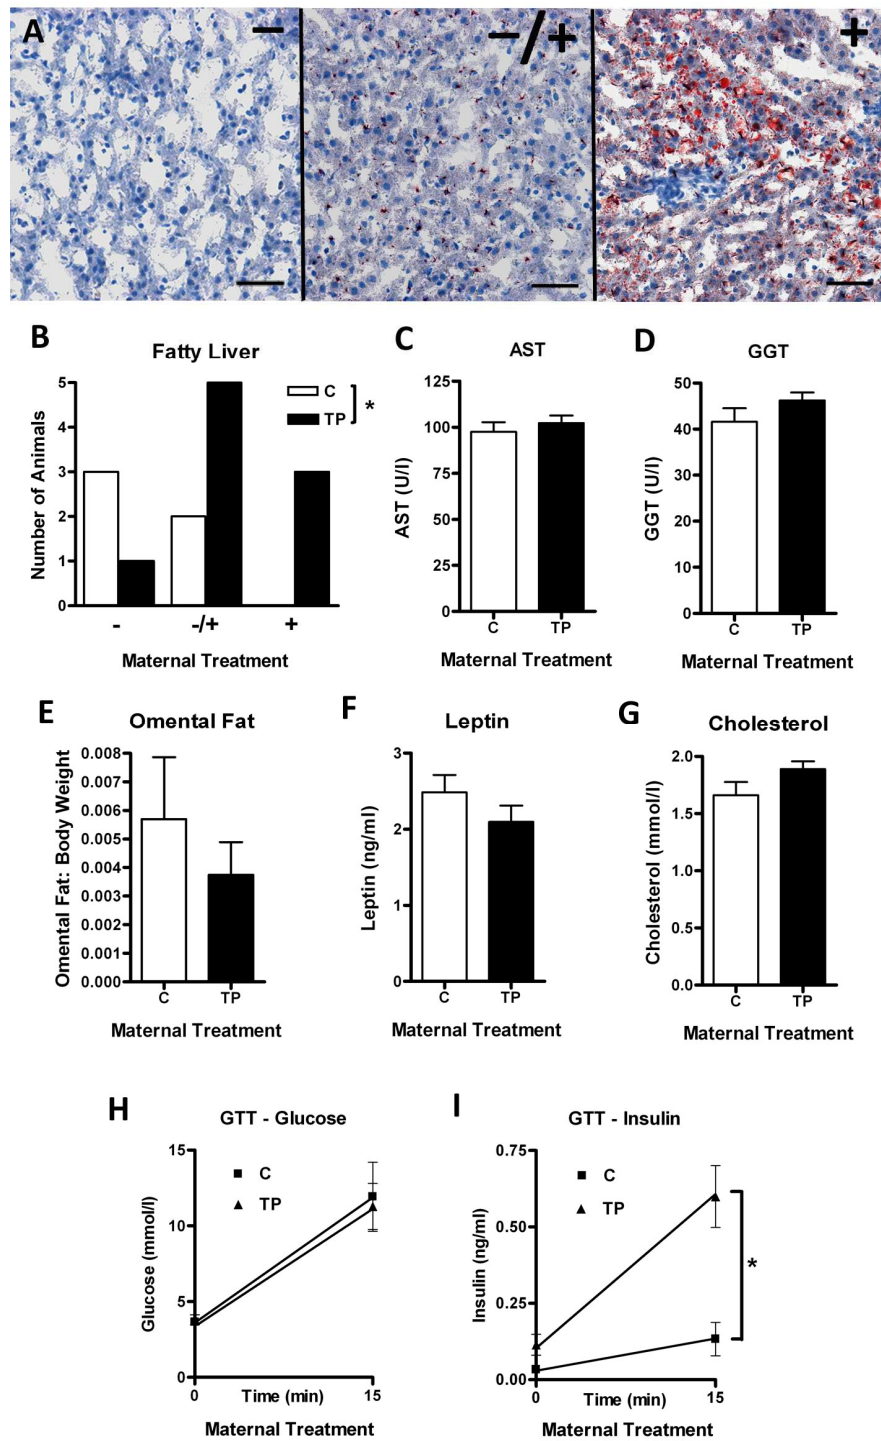 A
−
−/+
+
B
Fatty Liver
Number of Animals
5
4
3
2
1
0
C
TP
*
-
-/+
+
Maternal Treatment
C
AST
AST (U/l)
125
100
75
50
25
0
C
TP
Maternal Treatment
D
GGT
GGT (U/l)
50
40
30
20
10
0
C
TP
Maternal Treatment
E
Omental Fat
Omental Fat: Body Weight
0.008
0.007
0.006
0.005
0.004
0.003
0.002
0.001
0.000
C
TP
Maternal Treatment
F
Leptin
Leptin (ng/ml)
3
2
1
0
C
TP
Maternal Treatment
G
Cholesterol
Cholesterol (mmol/l)
2.0
1.5
1.0
0.5
0.0
C
TP
Maternal Treatment
H
GTT - Glucose
Glucose (mmol/l)
15
10
5
0
C
TP
0
Time (min)
15
Maternal Treatment
I
GTT - Insulin
Insulin (ng/ml)
0.75
0.50
0.25
0.00
C
TP
*
0
Time (min)
15
Maternal Treatment